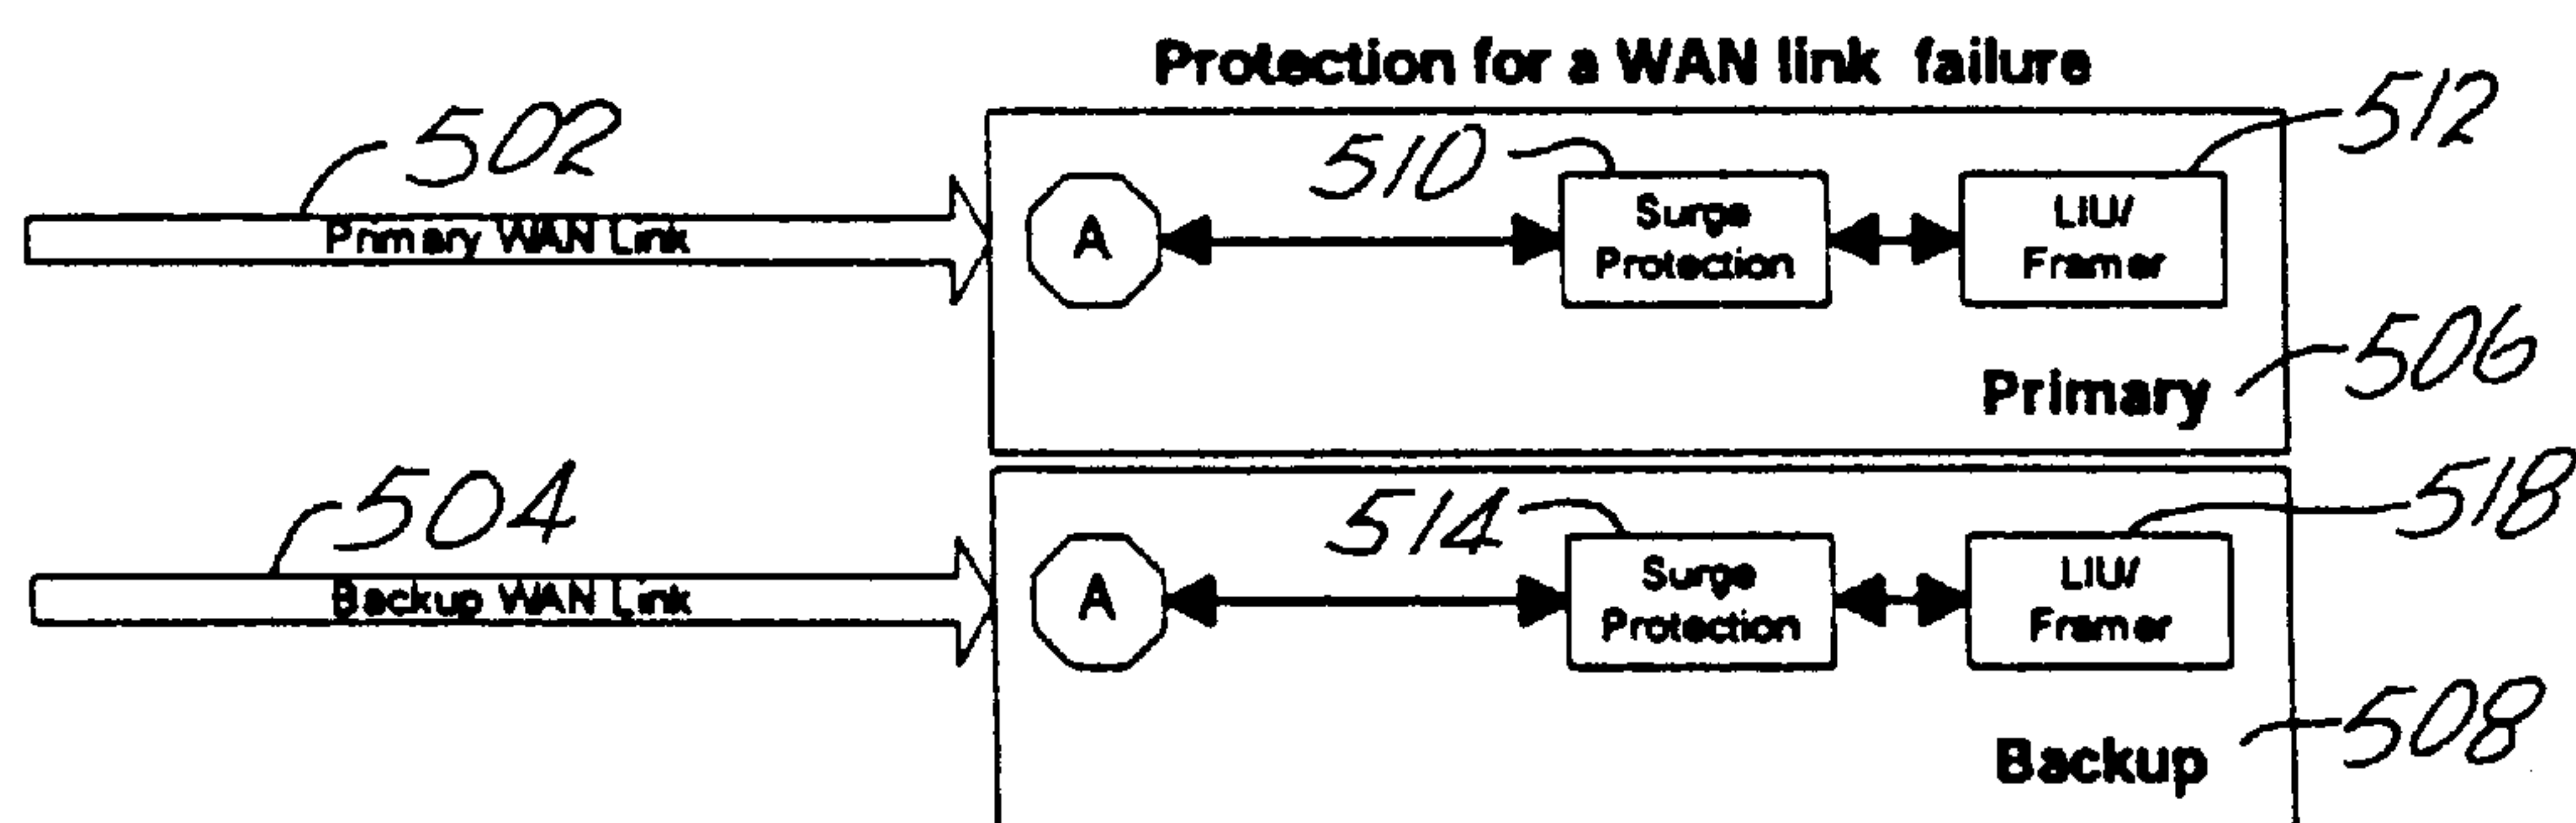 Protection for a WAN link failure
502
Primary WAN Link
A
510
Surge
Protection
512
LIU/
Framer
Primary
506
504
Backup WAN Link
A
514
Surge
Protection
518
LIU/
Framer
Backup
508